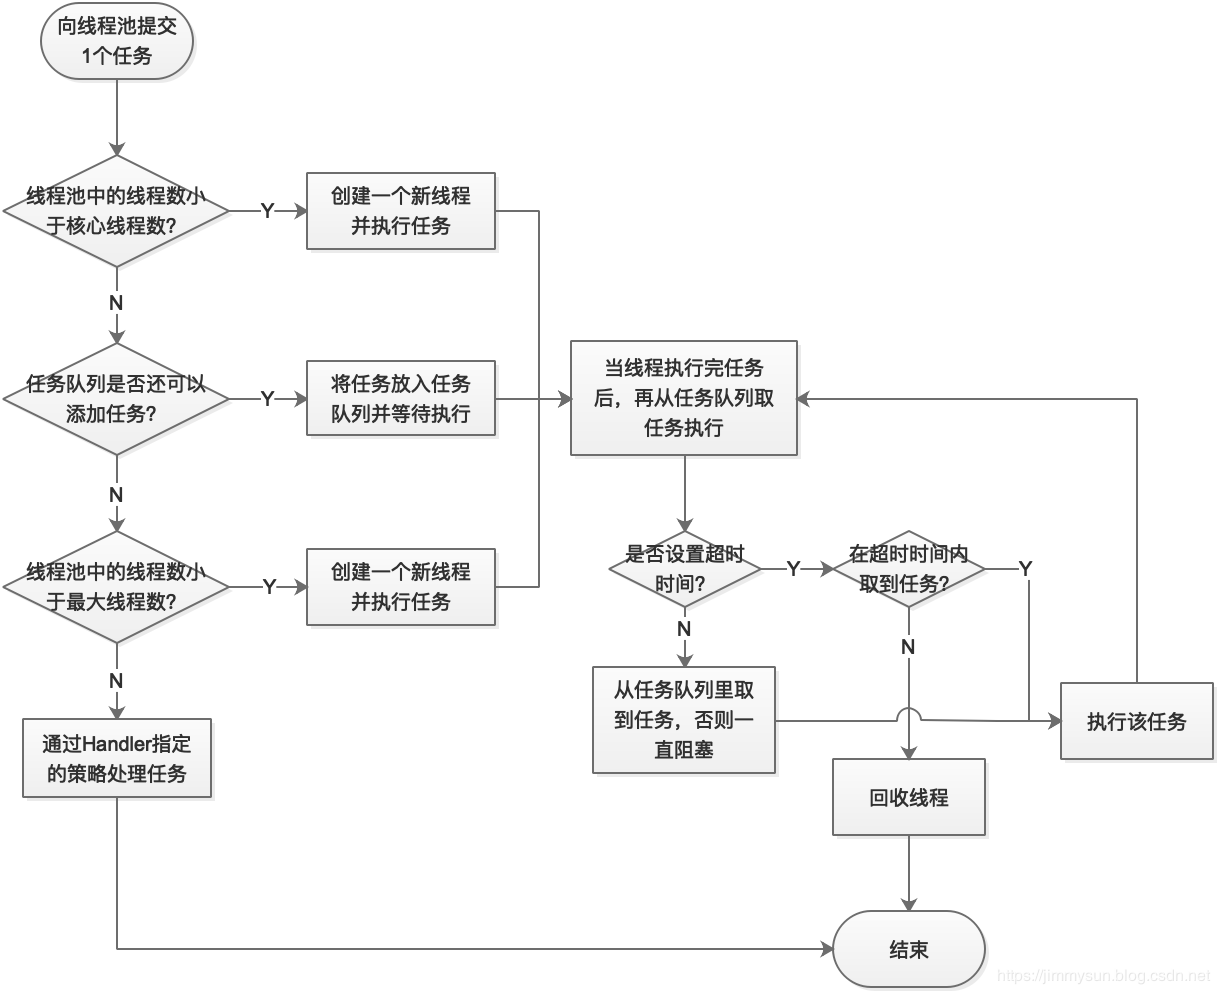 向线程池提交
1个任务
线程池中的线程数小
于核心线程数?
Y
创建一个新线程
并执行任务
N
任务队列是否还可以
添加任务?
Y
将任务放入任务
队列并等待执行
当线程执行完任务
后，再从任务队列取
任务执行
N
线程池中的线程数小
于最大线程数?
Y
创建一个新线程
并执行任务
是否设置超时
时间?
Y
在超时时间内
取到任务?
Y
N
N
N
通过Handler指定
的策略处理任务
从任务队列里取
到任务，否则一
直阻塞
执行该任务
回收线程
结束
https://jimmysun.blog.csdn.net